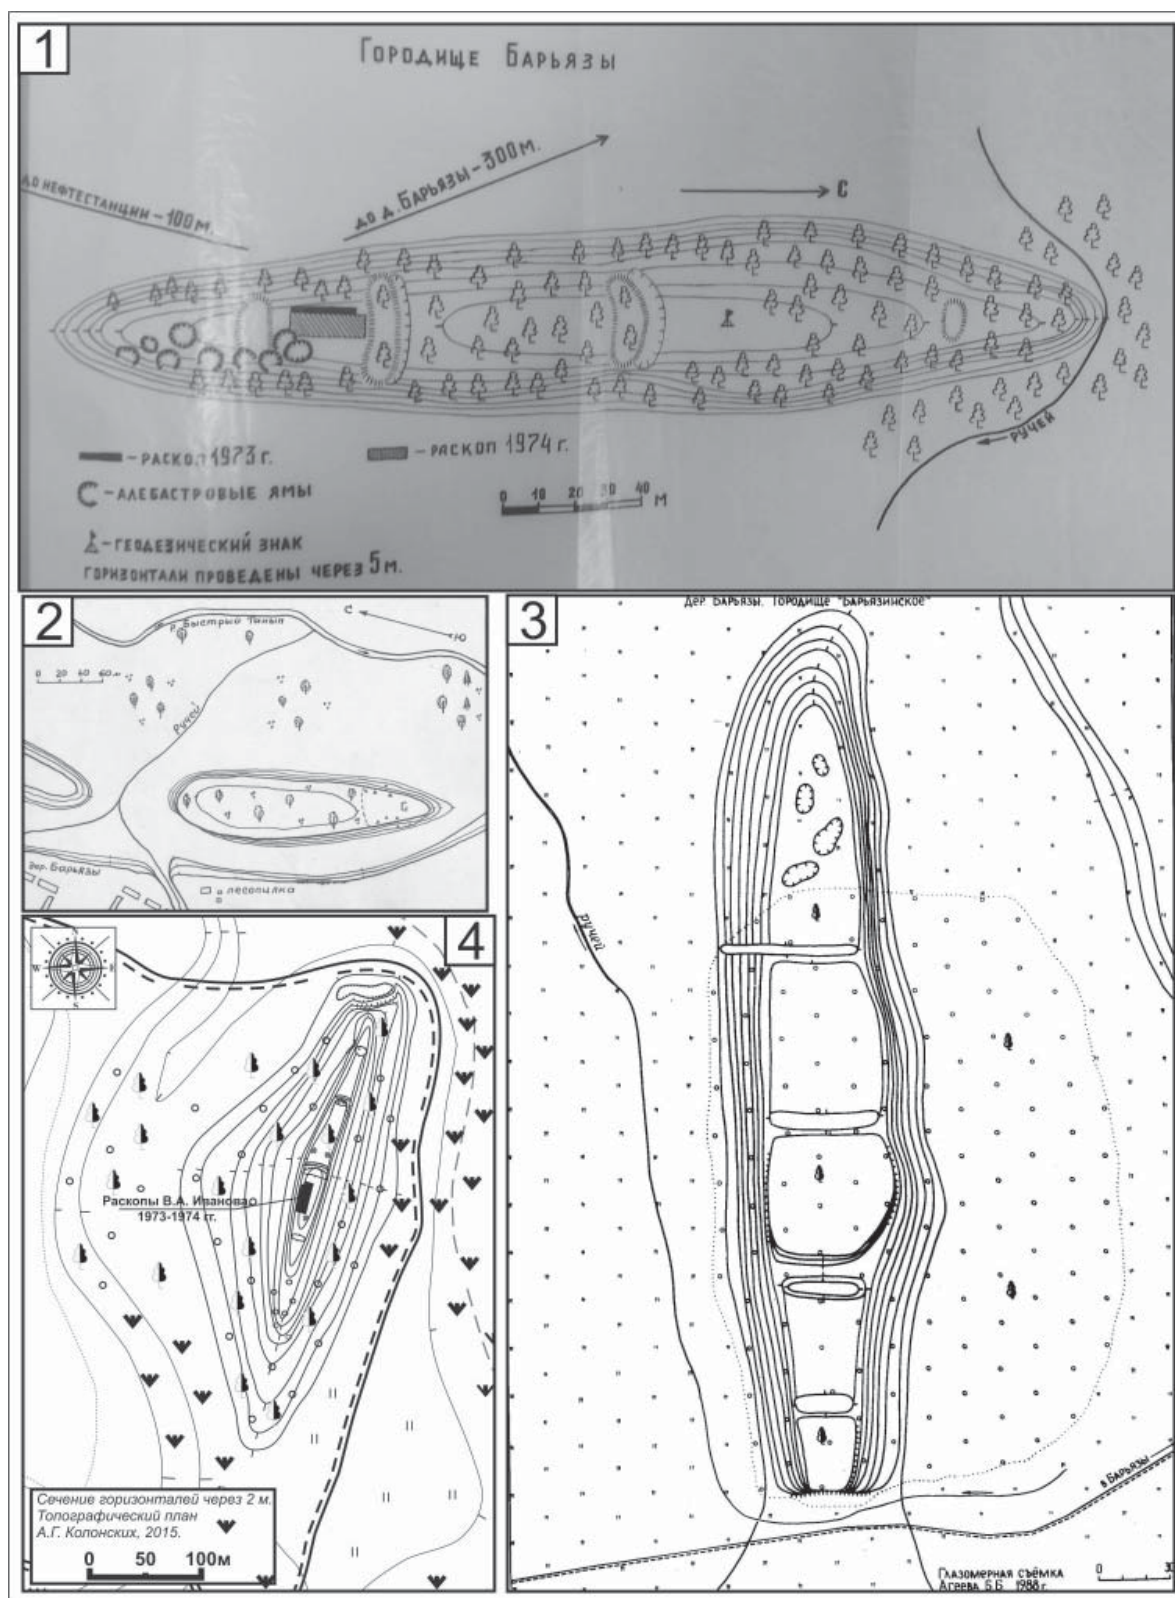 1
ГОРОДИЩЕ БАРЬЯЗЫ
ДО НЕФТЕСТАНЦИИ – 100 М.
ДО Д. БАРЬЯЗЫ – 300 М.
С
РУЧЕЙ
– РАСКОП 1973 г.
– РАСКОП 1974 г.
– АЛЕБАСТРОВЫЕ ЯМЫ
0 10 20 30 40 М
– ГЕОДЕЗИЧЕСКИЙ ЗНАК
ГОРИЗОНТАЛИ ПРОВЕДЕНЫ ЧЕРЕЗ 5 М.
2
С
Ю
р. Быстрый Танып
0 20 40 60 м
Ручей
дер. Барьязы
лесопилка
3
Дер. Барьязы. Городище "Барьязинское"
ручей
в Барьязы
Глазомерная съёмка
Агеева Б.Б. 1988 г.
0 30
4
N
W E
S
Раскопы В.А. Иванова
1973-1974 гг.
Сечение горизонталей через 2 м.
Топографический план
А.Г. Колонских, 2015.
0 50 100м